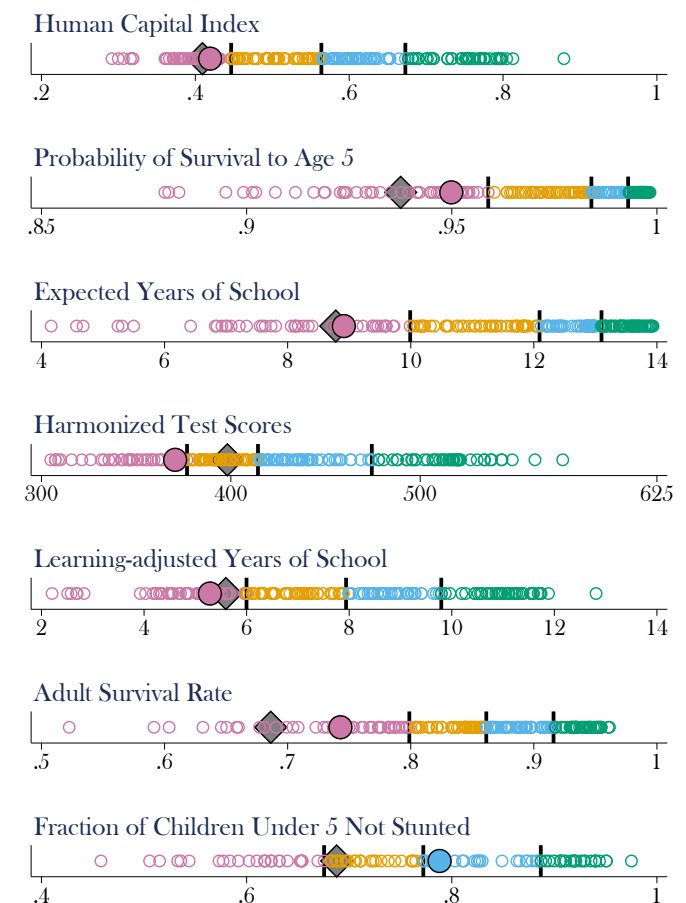 Human Capital Index
.2 .4 .6 .8 1
Probability of Survival to Age 5
.85 .9 .95 1
Expected Years of School
4 6 8 10 12 14
Harmonized Test Scores
300 400 500 625
Learning-adjusted Years of School
2 4 6 8 10 12 14
Adult Survival Rate
.5 .6 .7 .8 .9 1
Fraction of Children Under 5 Not Stunted
.4 .6 .8 1